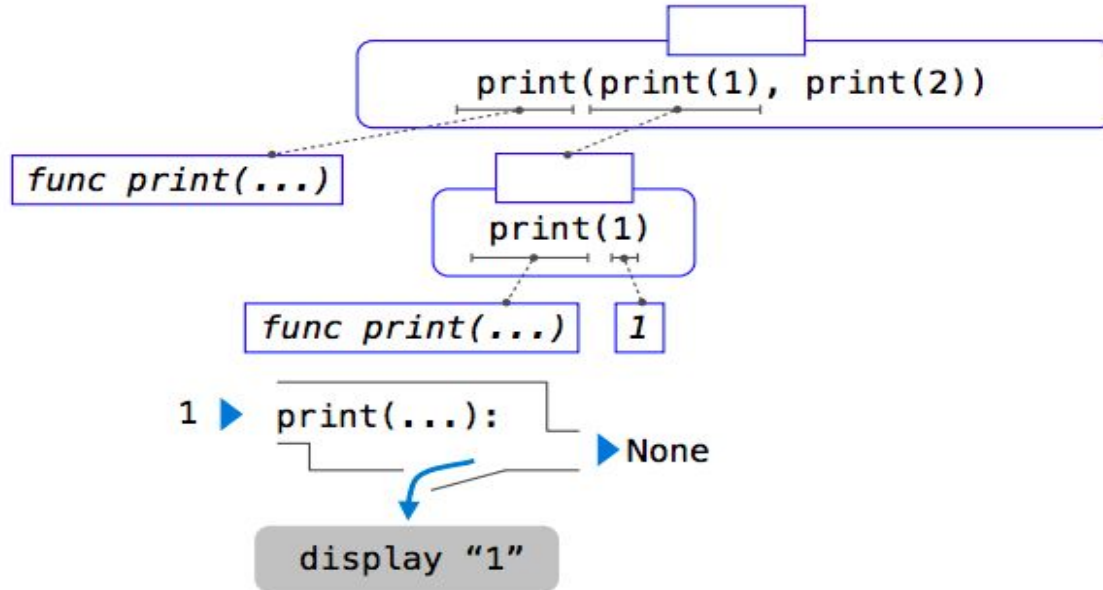 print(print(1), print(2))
func print(...)
print(1)
func print(...)
1
1
print(...):
None
display “1”